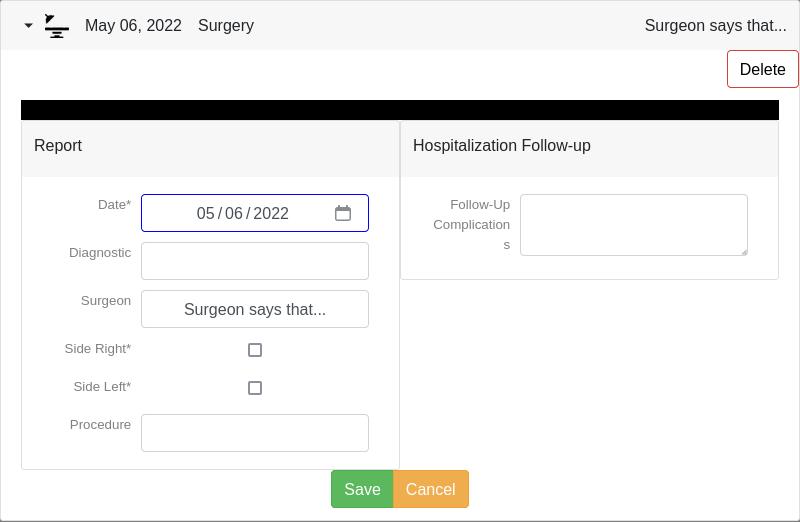 May 06, 2022 Surgery Surgeon says that...
Delete
Report
Hospitalization Follow-up
Date*
05/06/2022
Diagnostic
Surgeon
Surgeon says that...
Side Right*
Side Left*
Procedure
Follow-Up
Complication
s
Save
Cancel